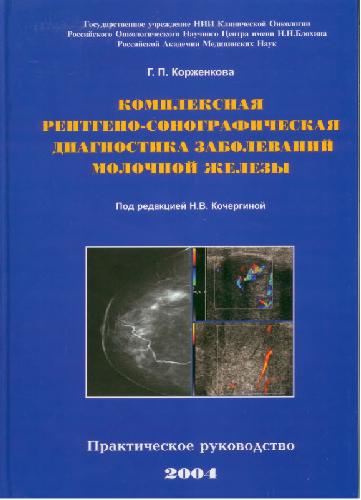 Государственное учреждение НИИ Клинической Онкологии
Российского Онкологического Научного Центра имени Н.Н.Блохина
Российской Академии Медицинских Наук
Г. П. Корженкова
КОМПЛЕКСНАЯ
РЕНТГЕНО-СОНОГРАФИЧЕСКАЯ
ДИАГНОСТИКА ЗАБОЛЕВАНИЙ
МОЛОЧНОЙ ЖЕЛЕЗЫ
Под редакцией Н.В. Кочергиной
Практическое руководство
2004